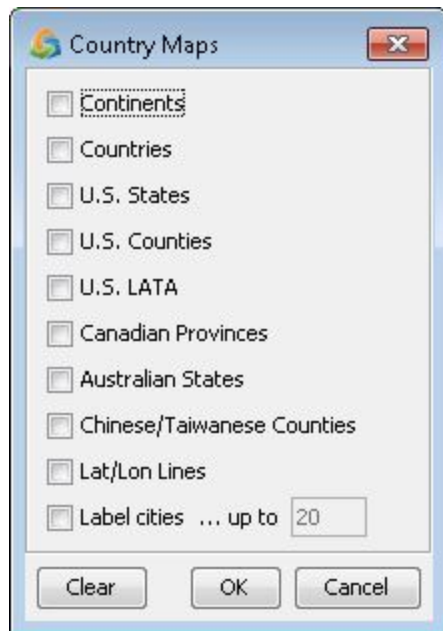 Country Maps
Continents
Countries
U.S. States
U.S. Counties
U.S. LATA
Canadian Provinces
Australian States
Chinese/Taiwanese Counties
Lat/Lon Lines
Label cities ... up to 20
Clear OK Cancel